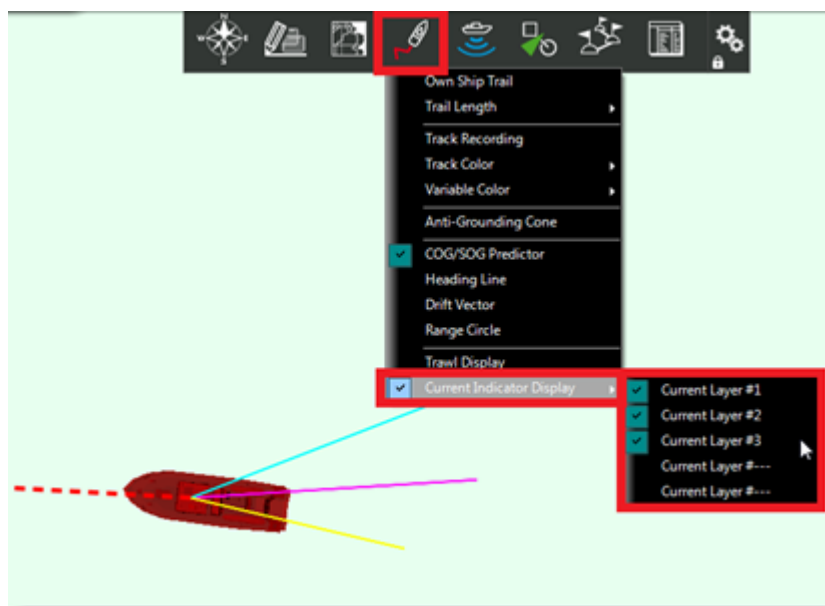 Own Ship Trail
Trail Length
Track Recording
Track Color
Variable Color
Anti-Grounding Cone
COG/SOG Predictor
Heading Line
Drift Vector
Range Circle
Trawl Display
Current Indicator Display
Current Layer #1
Current Layer #2
Current Layer #3
Current Layer #---
Current Layer #---